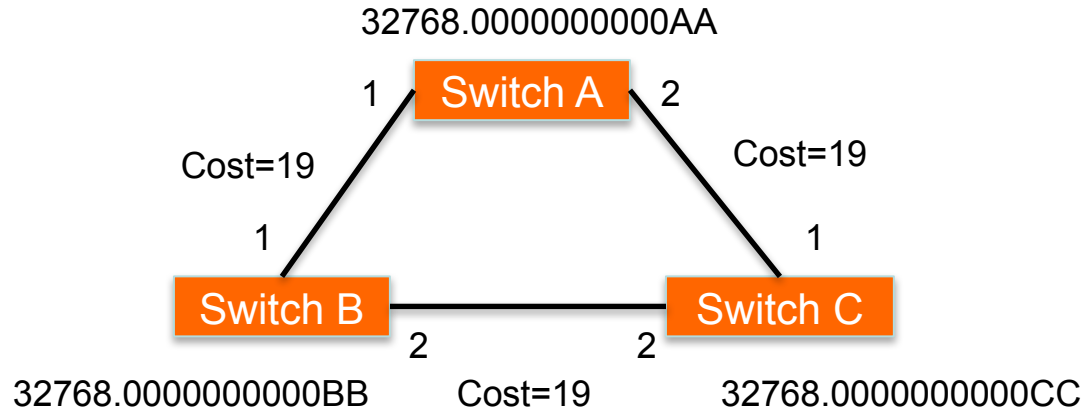 32768.0000000000AA
1 Switch A 2
Cost=19 Cost=19
1 1
Switch B Switch C
2 2
32768.0000000000BB Cost=19 32768.0000000000CC